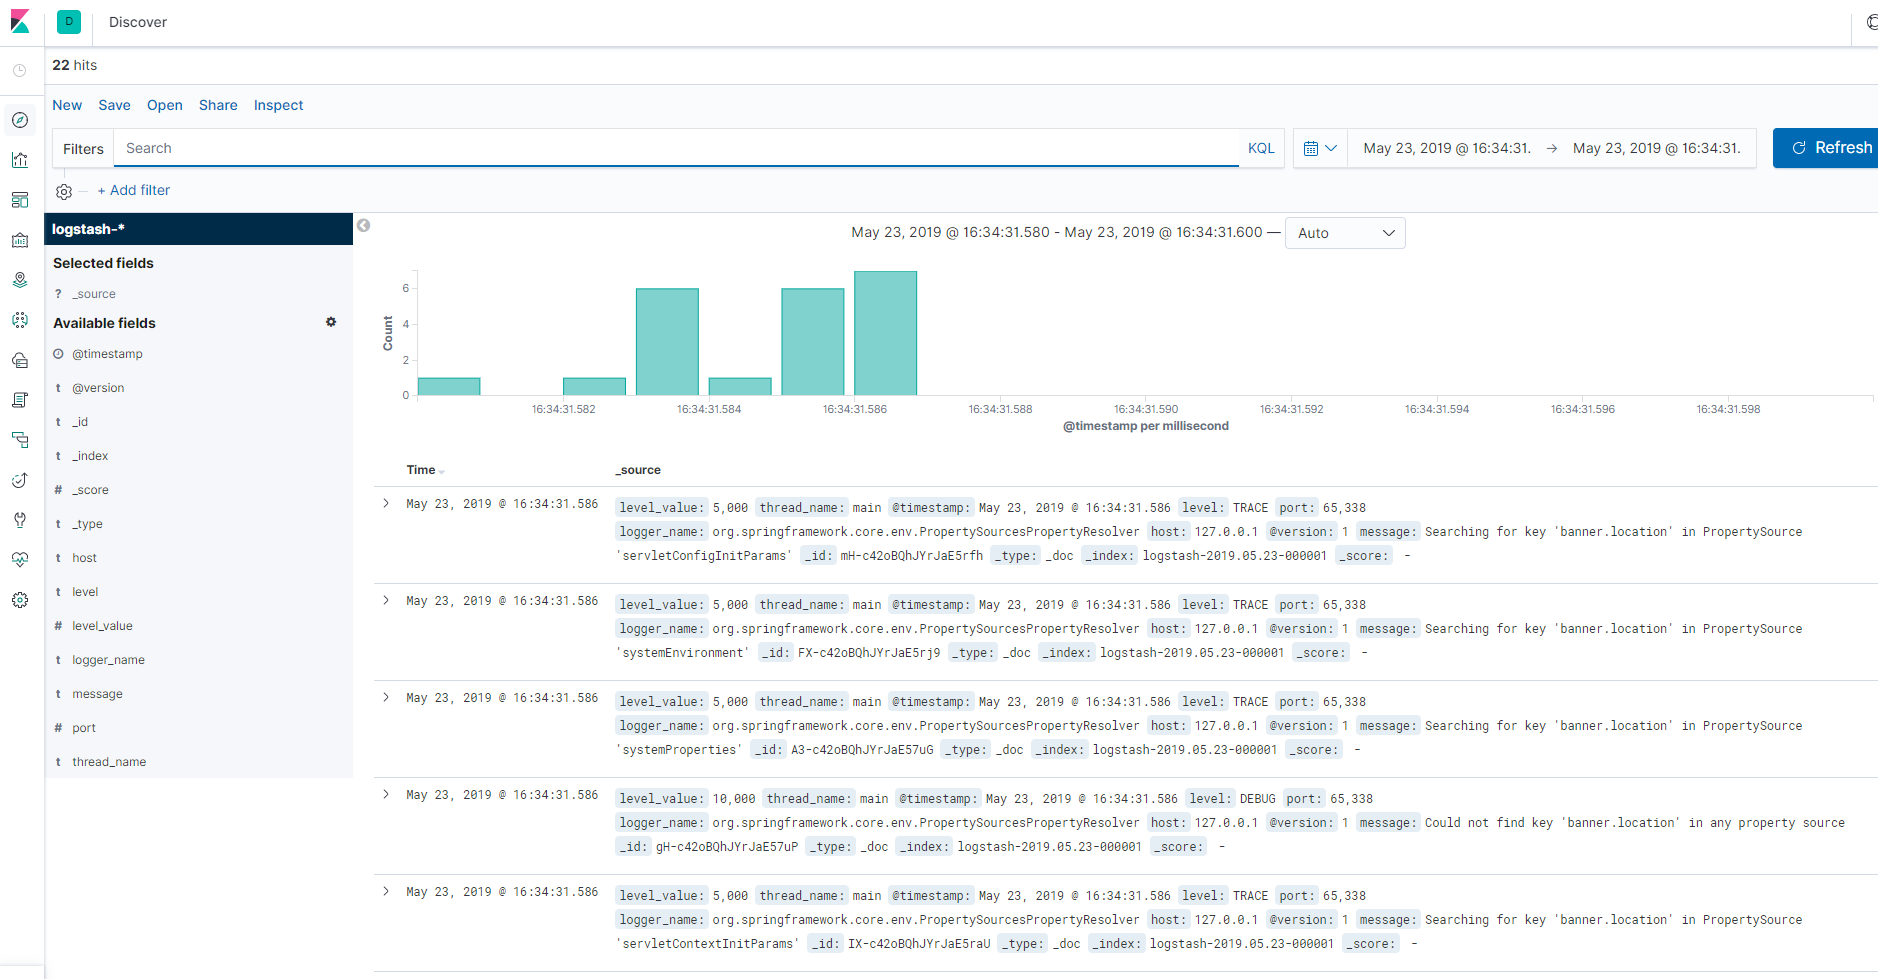 D Discover
22 hits
New Save Open Share Inspect
Filters Search KQL May 23, 2019 @ 16:34:31. → May 23, 2019 @ 16:34:31. Refresh
+ Add filter
logstash-*
Selected fields
? _source
Available fields
@timestamp
t @version
t _id
t _index
# _score
t _type
t host
t level
# level_value
t logger_name
t message
# port
t thread_name
May 23, 2019 @ 16:34:31.580 - May 23, 2019 @ 16:34:31.600 — Auto
Count
6
4
2
0
16:34:31.582 16:34:31.584 16:34:31.586 16:34:31.588 16:34:31.590 16:34:31.592 16:34:31.594 16:34:31.596 16:34:31.598
@timestamp per millisecond
Time _source
May 23, 2019 @ 16:34:31.586 level_value: 5,000 thread_name: main @timestamp: May 23, 2019 @ 16:34:31.586 level: TRACE port: 65,338
logger_name: org.springframework.core.env.PropertySourcesPropertyResolver host: 127.0.0.1 @version: 1 message: Searching for key 'banner.location' in PropertySource
'servletConfigInitParams' _id: mH-c42oBQhJYrJaE5rfh _type: _doc _index: logstash-2019.05.23-000001 _score: -
May 23, 2019 @ 16:34:31.586 level_value: 5,000 thread_name: main @timestamp: May 23, 2019 @ 16:34:31.586 level: TRACE port: 65,338
logger_name: org.springframework.core.env.PropertySourcesPropertyResolver host: 127.0.0.1 @version: 1 message: Searching for key 'banner.location' in PropertySource
'systemEnvironment' _id: FX-c42oBQhJYrJaE5rj9 _type: _doc _index: logstash-2019.05.23-000001 _score: -
May 23, 2019 @ 16:34:31.586 level_value: 5,000 thread_name: main @timestamp: May 23, 2019 @ 16:34:31.586 level: TRACE port: 65,338
logger_name: org.springframework.core.env.PropertySourcesPropertyResolver host: 127.0.0.1 @version: 1 message: Searching for key 'banner.location' in PropertySource
'systemProperties' _id: A3-c42oBQhJYrJaE57uG _type: _doc _index: logstash-2019.05.23-000001 _score: -
May 23, 2019 @ 16:34:31.586 level_value: 10,000 thread_name: main @timestamp: May 23, 2019 @ 16:34:31.586 level: DEBUG port: 65,338
logger_name: org.springframework.core.env.PropertySourcesPropertyResolver host: 127.0.0.1 @version: 1 message: Could not find key 'banner.location' in any property source
_id: gH-c42oBQhJYrJaE57uP _type: _doc _index: logstash-2019.05.23-000001 _score: -
May 23, 2019 @ 16:34:31.586 level_value: 5,000 thread_name: main @timestamp: May 23, 2019 @ 16:34:31.586 level: TRACE port: 65,338
logger_name: org.springframework.core.env.PropertySourcesPropertyResolver host: 127.0.0.1 @version: 1 message: Searching for key 'banner.location' in PropertySource
'servletContextInitParams' _id: IX-c42oBQhJYrJaE5raU _type: _doc _index: logstash-2019.05.23-000001 _score: -